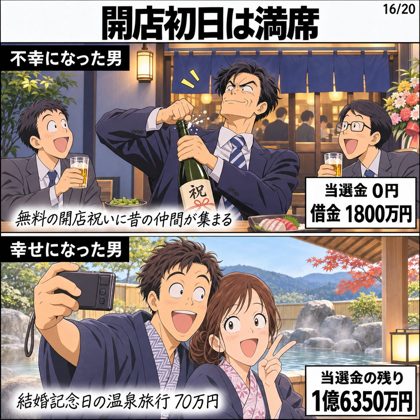 開店初日は満席
16/20
不幸になった男
祝
当選金 0円
借金 1800万円
無料の開店祝いに昔の仲間が集まる
幸せになった男
当選金の残り
1億6350万円
結婚記念日の温泉旅行 70万円